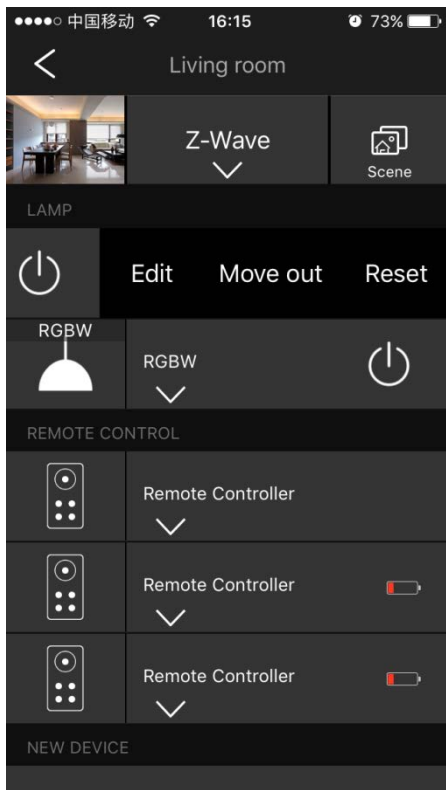 中国移动 16:15 73%
Living room
Z-Wave
Scene
LAMP
Edit Move out Reset
RGBW
RGBW
REMOTE CONTROL
Remote Controller
Remote Controller
Remote Controller
NEW DEVICE